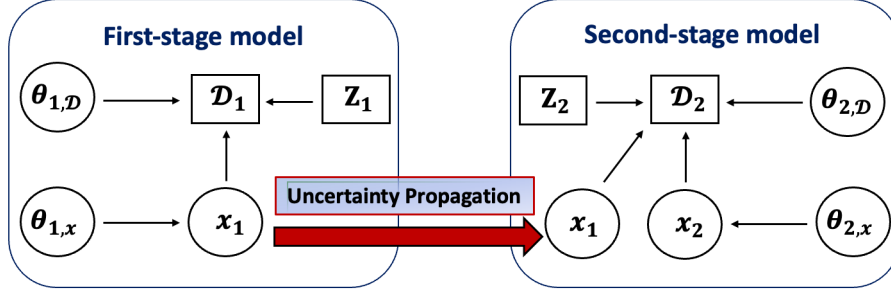 First-stage model
Second-stage model
θ₁,𝒟
𝒟₁
Z₁
Z₂
𝒟₂
θ₂,𝒟
Uncertainty Propagation
θ₁,ₓ
x₁
x₁
x₂
θ₂,ₓ